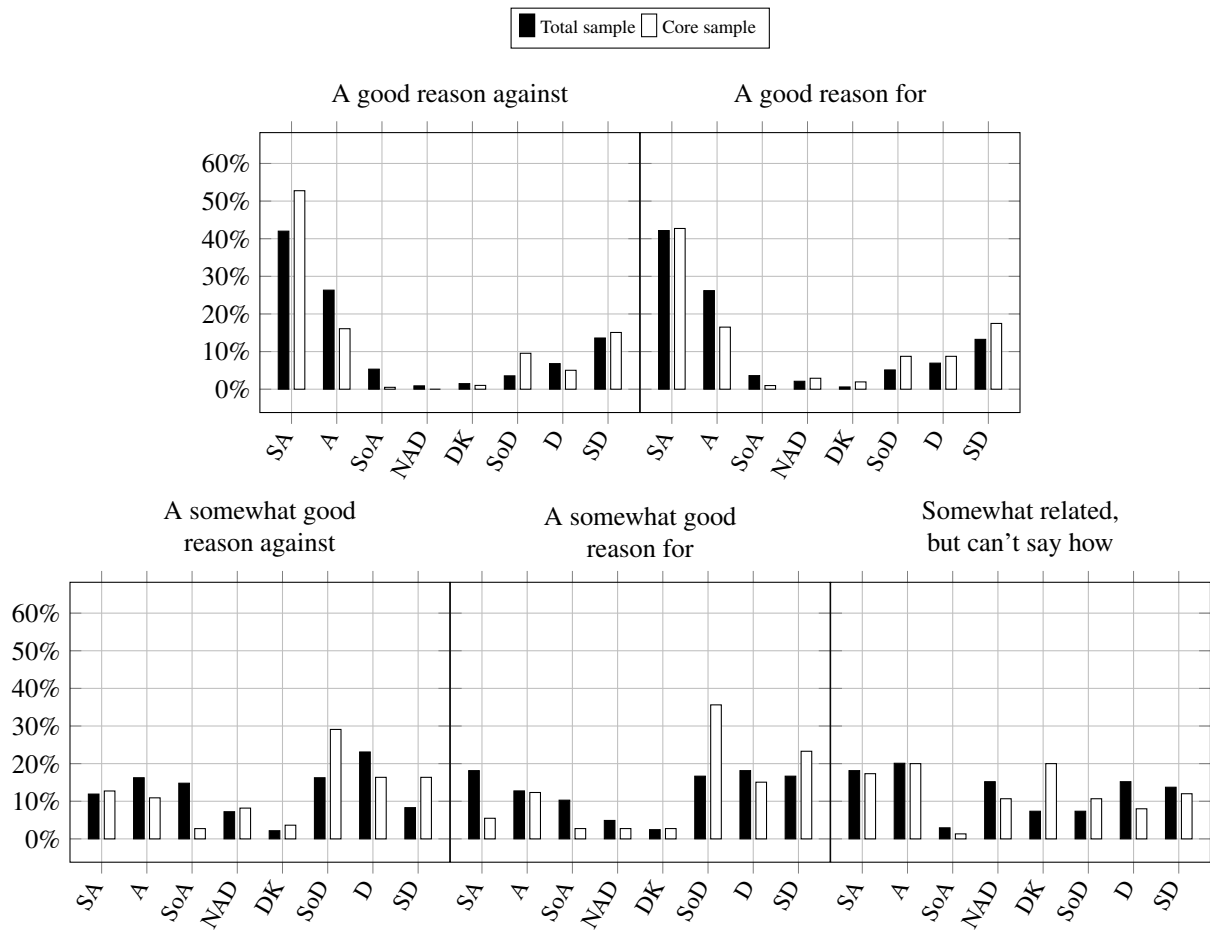 Total sample Core sample
A good reason against
A good reason for
60%
50%
40%
30%
20%
10%
0%
SA A SoA NAD DK SoD D SD
SA A SoA NAD DK SoD D SD
A somewhat good
reason against
A somewhat good
reason for
Somewhat related,
but can't say how
60%
50%
40%
30%
20%
10%
0%
SA A SoA NAD DK SoD D SD
SA A SoA NAD DK SoD D SD
SA A SoA NAD DK SoD D SD